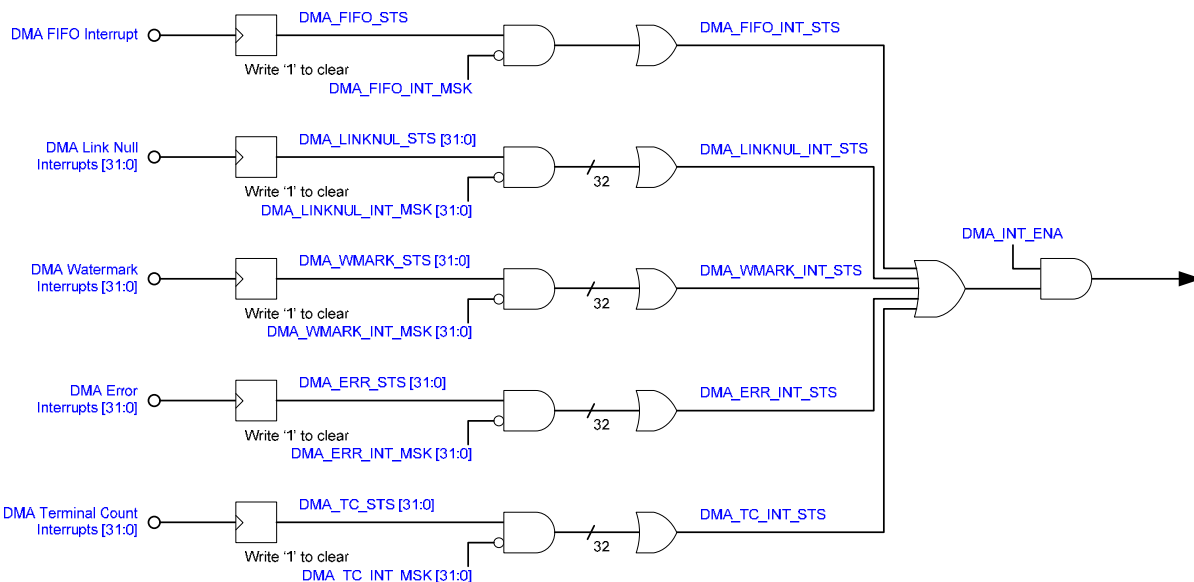 DMA FIFO Interrupt
DMA_FIFO_STS
Write '1' to clear
DMA_FIFO_INT_MSK
DMA_FIFO_INT_STS
DMA Link Null
Interrupts [31:0]
DMA_LINKNUL_STS [31:0]
Write '1' to clear
DMA_LINKNUL_INT_MSK [31:0]
32
DMA_LINKNUL_INT_STS
DMA Watermark
Interrupts [31:0]
DMA_WMARK_STS [31:0]
Write '1' to clear
DMA_WMARK_INT_MSK [31:0]
32
DMA_WMARK_INT_STS
DMA_INT_ENA
DMA Error
Interrupts [31:0]
DMA_ERR_STS [31:0]
Write '1' to clear
DMA_ERR_INT_MSK [31:0]
32
DMA_ERR_INT_STS
DMA Terminal Count
Interrupts [31:0]
DMA_TC_STS [31:0]
Write '1' to clear
DMA_TC_INT_MSK [31:0]
32
DMA_TC_INT_STS